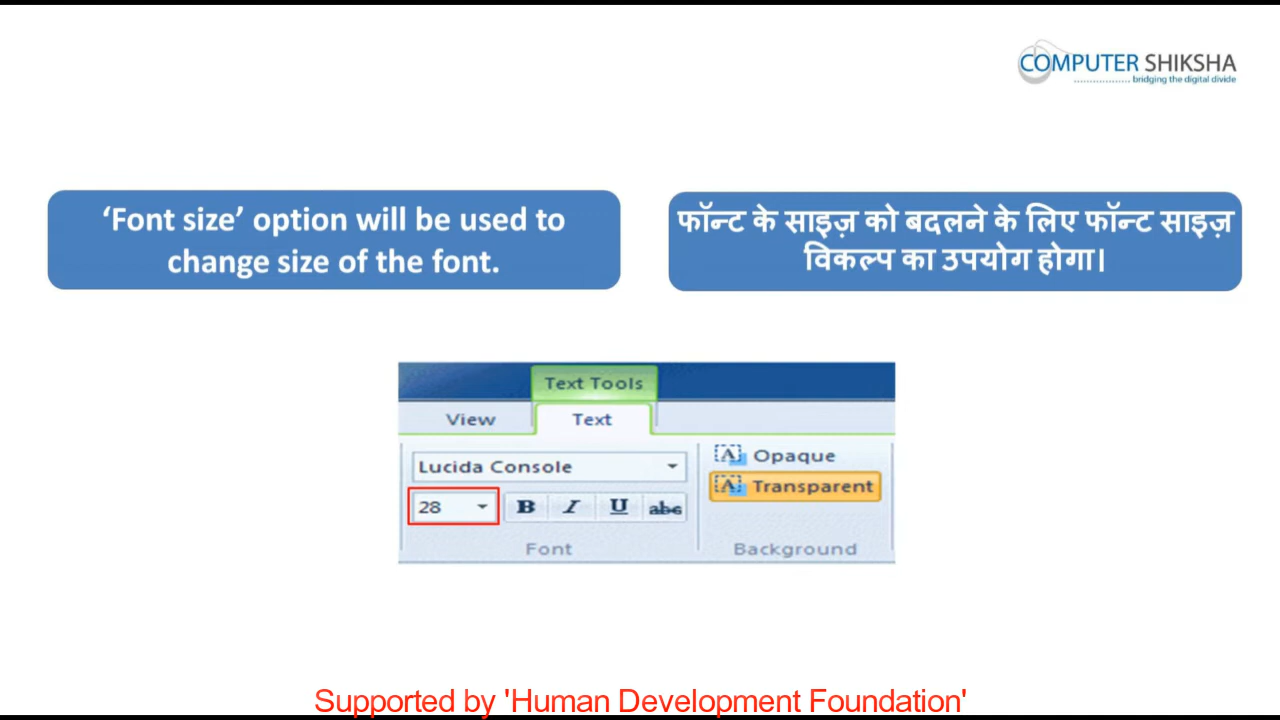 COMPUTER SHIKSHA
bridging the digital divide
‘Font size’ option will be used to
change size of the font.
फॉन्ट के साइज़ को बदलने के लिए फॉन्ट साइज़
विकल्प का उपयोग होगा।
Text Tools
View Text
Lucida Console
28 B I U abc
Font
Opaque
Transparent
Background
Supported by 'Human Development Foundation'